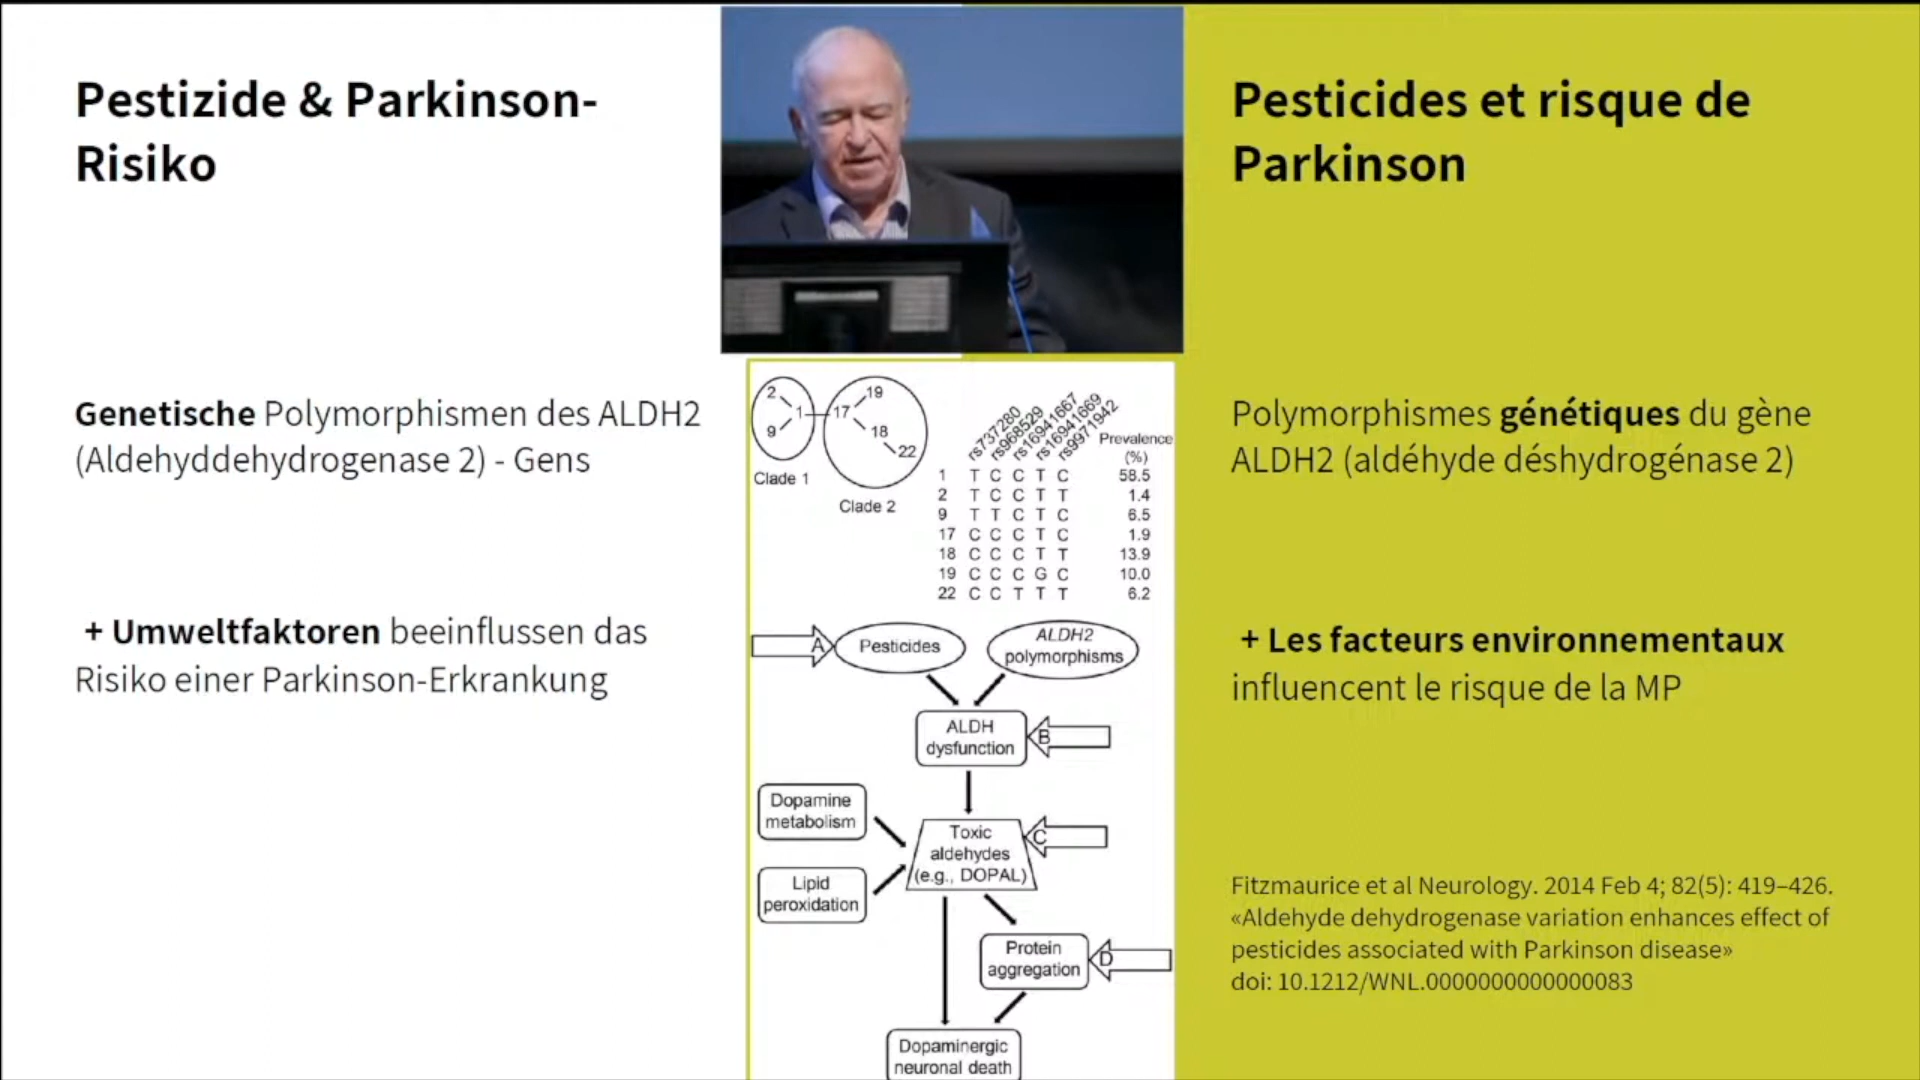 Pestizide & Parkinson-
Risiko
Genetische Polymorphismen des ALDH2
(Aldehyddehydrogenase 2) - Gens
+ Umweltfaktoren beeinflussen das
Risiko einer Parkinson-Erkrankung
2
1
9
Clade 1
17
19
18
22
Clade 2
rs737280
rs968529
rs16941667
rs16941669
rs9971942
Prevalence
(%)
1 T C C T C 58.5
2 T C C T T 1.4
9 T T C T C 6.5
17 C C C T C 1.9
18 C C C T T 13.9
19 C C C G C 10.0
22 C C T T T 6.2
A
Pesticides
ALDH2
polymorphisms
ALDH
dysfunction
B
Dopamine
metabolism
Toxic
aldehydes
(e.g., DOPAL)
C
Lipid
peroxidation
Protein
aggregation
D
Dopaminergic
neuronal death
Pesticides et risque de
Parkinson
Polymorphismes génétiques du gène
ALDH2 (aldéhyde déshydrogénase 2)
+ Les facteurs environnementaux
influencent le risque de la MP
Fitzmaurice et al Neurology. 2014 Feb 4; 82(5): 419–426.
«Aldehyde dehydrogenase variation enhances effect of
pesticides associated with Parkinson disease»
doi: 10.1212/WNL.0000000000000083